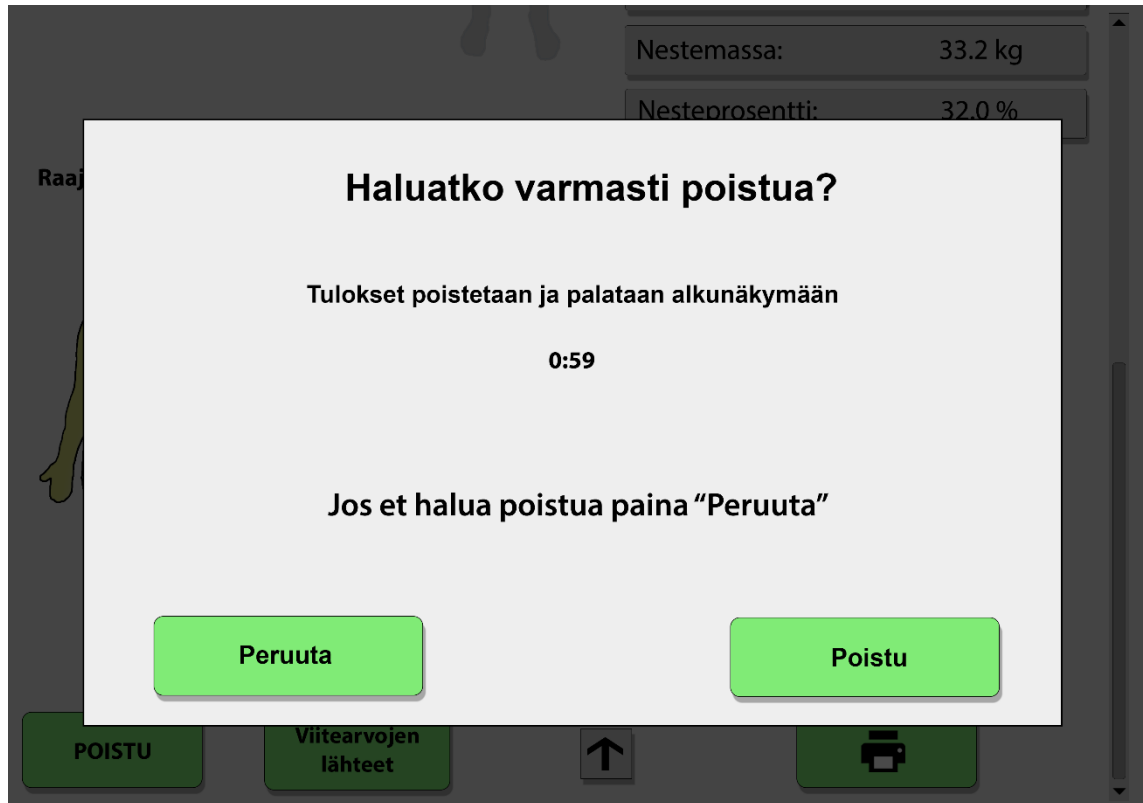 Nestemassa: 33.2 kg
Nesteprosentti: 32.0 %
Raaj
Haluatko varmasti poistua?
Tulokset poistetaan ja palataan alkunäkymään
0:59
Jos et halua poistua paina “Peruuta”
Peruuta Poistu
POISTU
Viitearvojen
lähteet